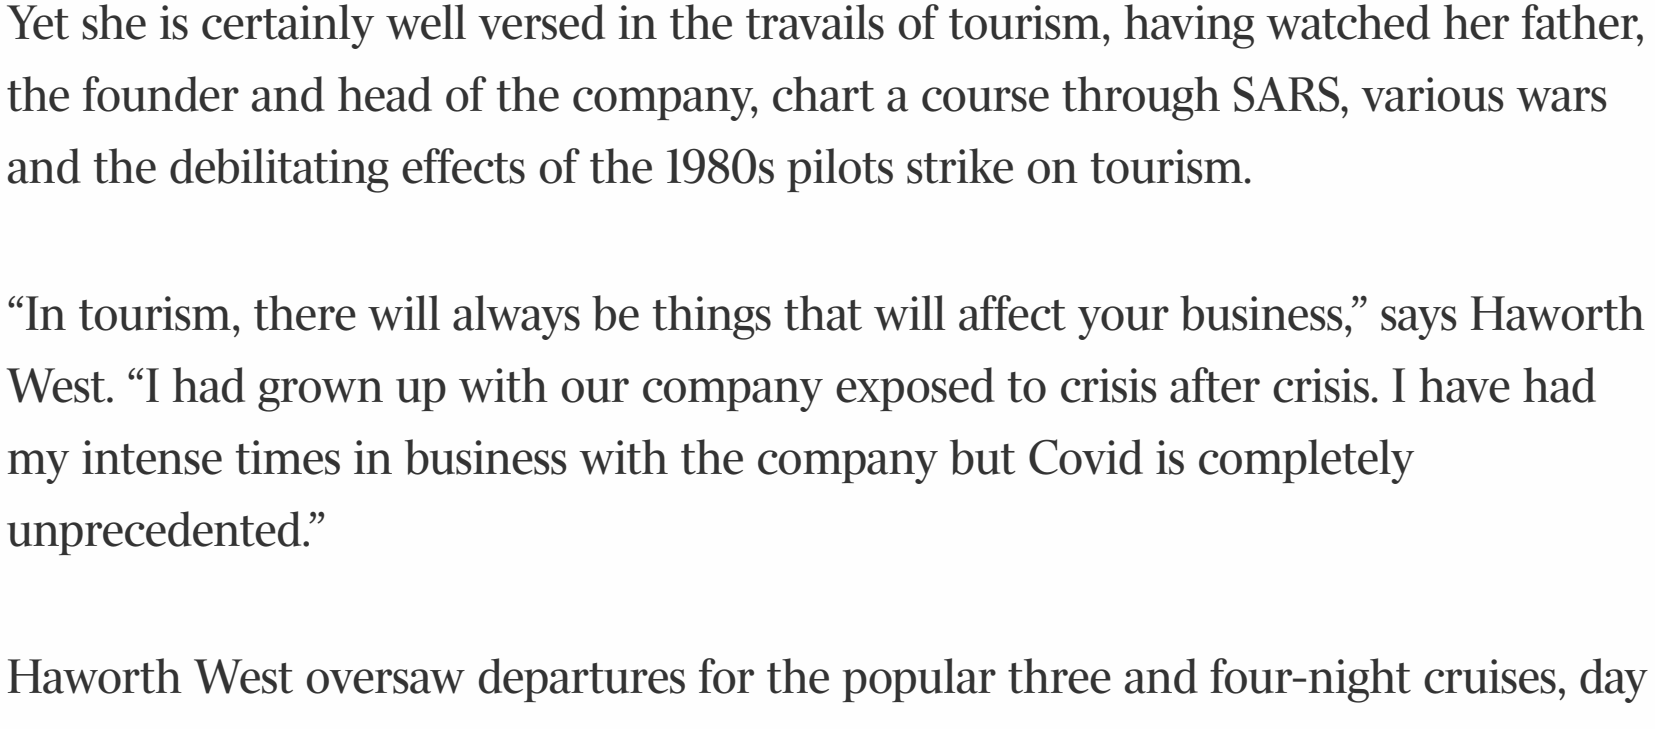 Yet she is certainly well versed in the travails of tourism, having watched her father,
the founder and head of the company, chart a course through SARS, various wars
and the debilitating effects of the 1980s pilots strike on tourism.
“In tourism, there will always be things that will affect your business,” says Haworth
West. “I had grown up with our company exposed to crisis after crisis. I have had
my intense times in business with the company but Covid is completely
unprecedented.”
Haworth West oversaw departures for the popular three and four-night cruises, day